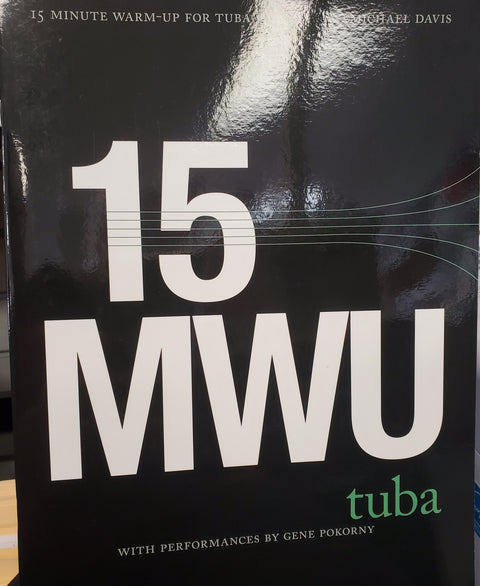 15 MINUTE WARM-UP FOR TUBA MICHAEL DAVIS
15
MWU
tuba
WITH PERFORMANCES BY GENE POKORNY